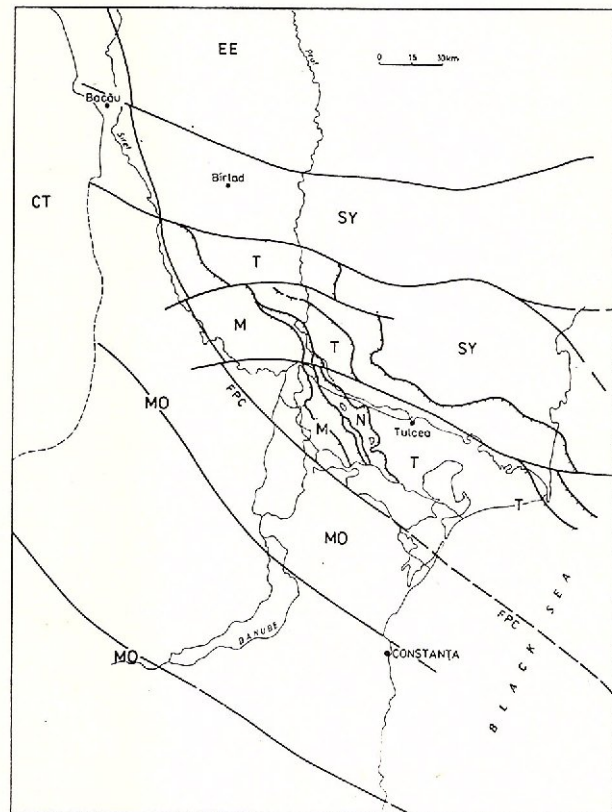 EE
Prut
0 15 30km
Bacău
Siret
Bîrlad
CT
SY
T
M
T
SY
MO
FPC
M
N
Tulcea
T
T
MO
FPC
BLACK SEA
DANUBE
CONSTANȚA
MO